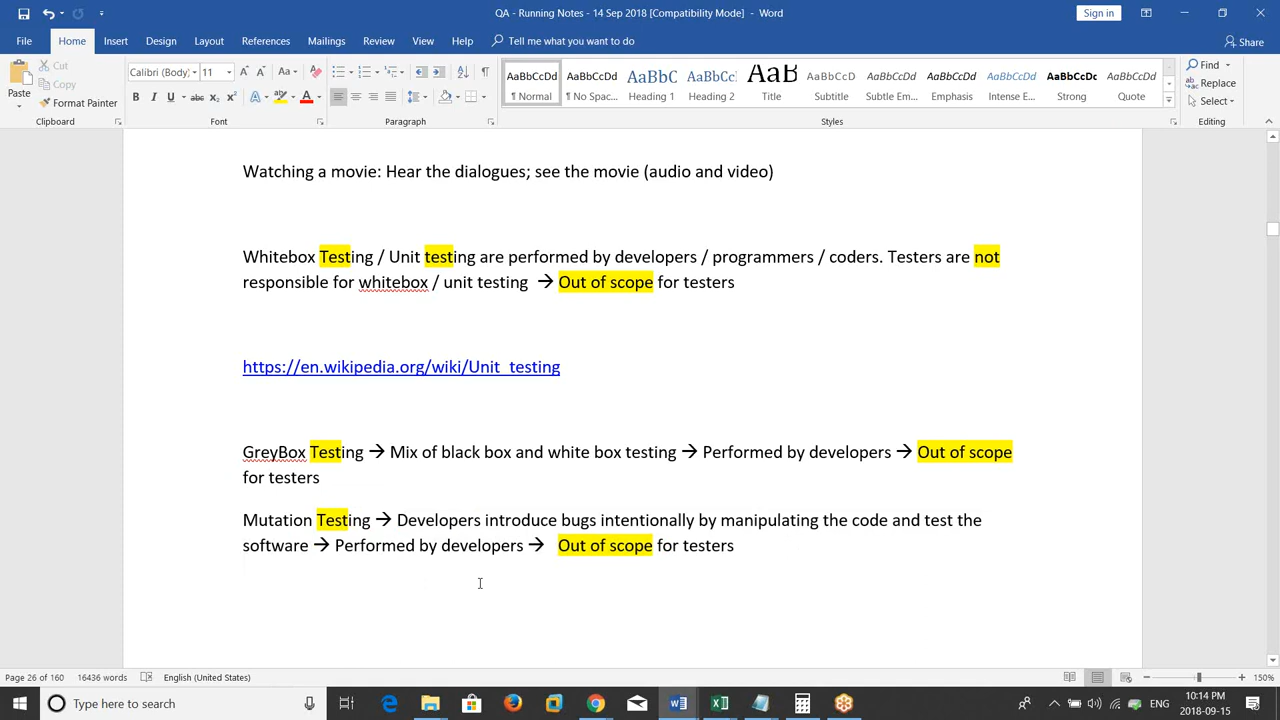 QA - Running Notes - 14 Sep 2018 [Compatibility Mode] - Word
Sign in
File Home Insert Design Layout References Mailings Review View Help Tell me what you want to do Share
Cut
Copy
Format Painter
Paste
Calibri (Body) 11
AaBbCcDd AaBbCcDd AaBbC AaBbC AaB AaBbCcD AaBbCcDd AaBbCcDd AaBbCcDd AaBbCcDc AaBbCcDd
¶ Normal ¶ No Spac... Heading 1 Heading 2 Title Subtitle Subtle Em... Emphasis Intense E... Strong Quote
Find
Replace
Select
Clipboard Font Paragraph Styles Editing
Watching a movie: Hear the dialogues; see the movie (audio and video)
Whitebox Testing / Unit testing are performed by developers / programmers / coders. Testers are not
responsible for whitebox / unit testing → Out of scope for testers
https://en.wikipedia.org/wiki/Unit_testing
GreyBox Testing → Mix of black box and white box testing → Performed by developers → Out of scope
for testers
Mutation Testing → Developers introduce bugs intentionally by manipulating the code and test the
software → Performed by developers → Out of scope for testers
Page 26 of 160 16436 words English (United States) 150%
Type here to search
10:14 PM
2018-09-15